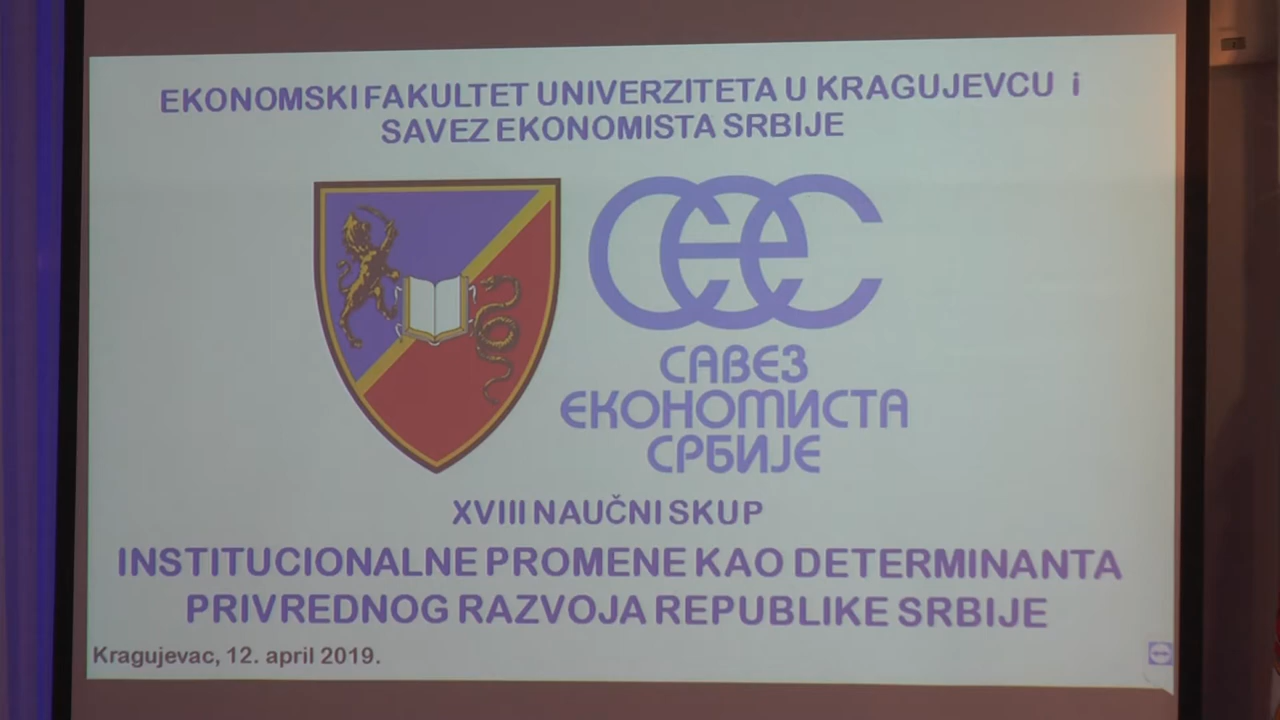 EKONOMSKI FAKULTET UNIVERZITETA U KRAGUJEVCU i
SAVEZ EKONOMISTA SRBIJE
САВЕЗ
ЕКОНОМИСТА
СРБИЈЕ
XVIII NAUČNI SKUP
INSTITUCIONALNE PROMENE KAO DETERMINANTA
PRIVREDNOG RAZVOJA REPUBLIKE SRBIJE
Kragujevac, 12. april 2019.